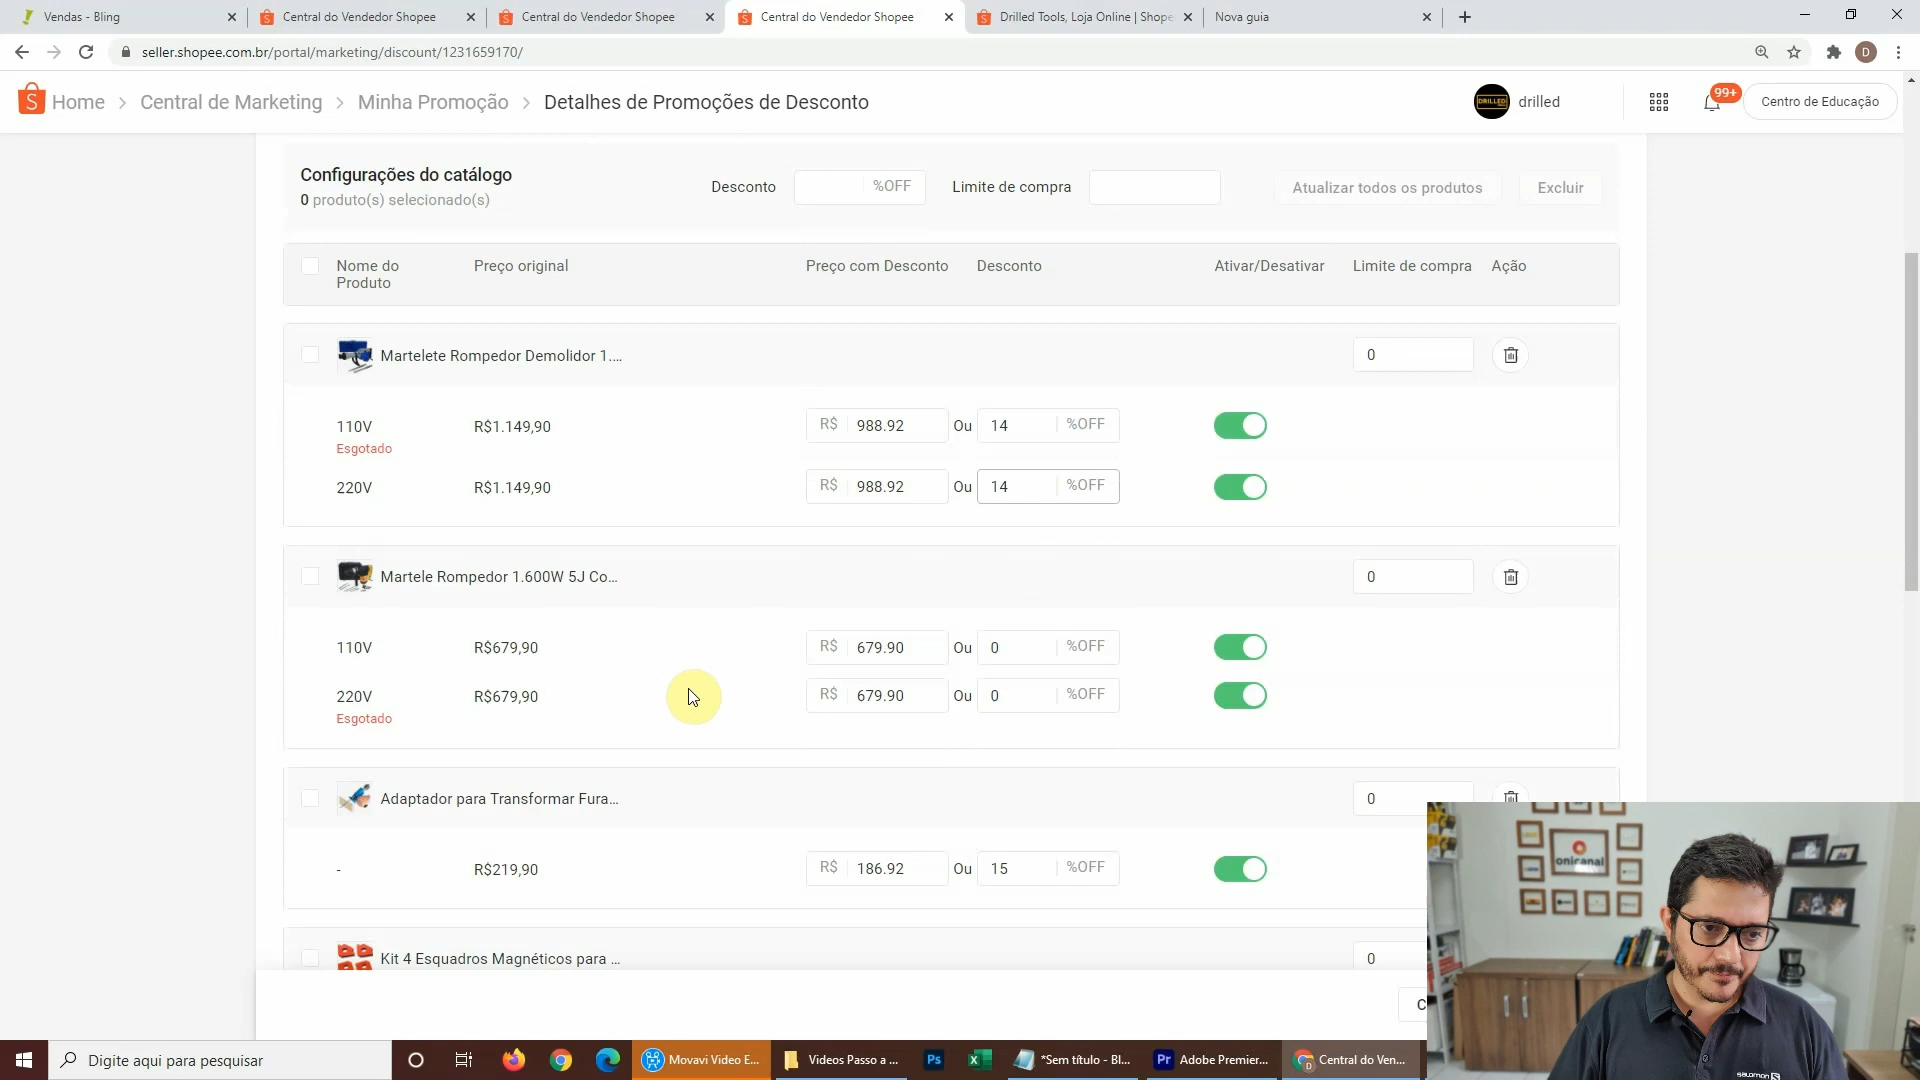 Vendas - Bling
Central do Vendedor Shopee
Central do Vendedor Shopee
Central do Vendedor Shopee
Drilled Tools, Loja Online | Shope
Nova guia
seller.shopee.com.br/portal/marketing/discount/1231659170/
D
Home > Central de Marketing > Minha Promoção > Detalhes de Promoções de Desconto
DRILLED
drilled
99+
Centro de Educação
Configurações do catálogo
0 produto(s) selecionado(s)
Desconto
%OFF
Limite de compra
Atualizar todos os produtos
Excluir
Nome do Produto
Preço original
Preço com Desconto
Desconto
Ativar/Desativar
Limite de compra
Ação
Martelete Rompedor Demolidor 1....
0
110V R$1.149,90 R$ 988.92 Ou 14 %OFF
Esgotado
220V R$1.149,90 R$ 988.92 Ou 14 %OFF
Martele Rompedor 1.600W 5J Co...
0
110V R$679,90 R$ 679.90 Ou 0 %OFF
220V R$679,90 R$ 679.90 Ou 0 %OFF
Esgotado
Adaptador para Transformar Fura...
0
- R$219,90 R$ 186.92 Ou 15 %OFF
Kit 4 Esquadros Magnéticos para ...
0
C
onicanal
salomon
Digite aqui para pesquisar
Movavi Video E...
Videos Passo a ...
Ps
*Sem título - Bl...
Pr
Adobe Premier...
Central do Ven...